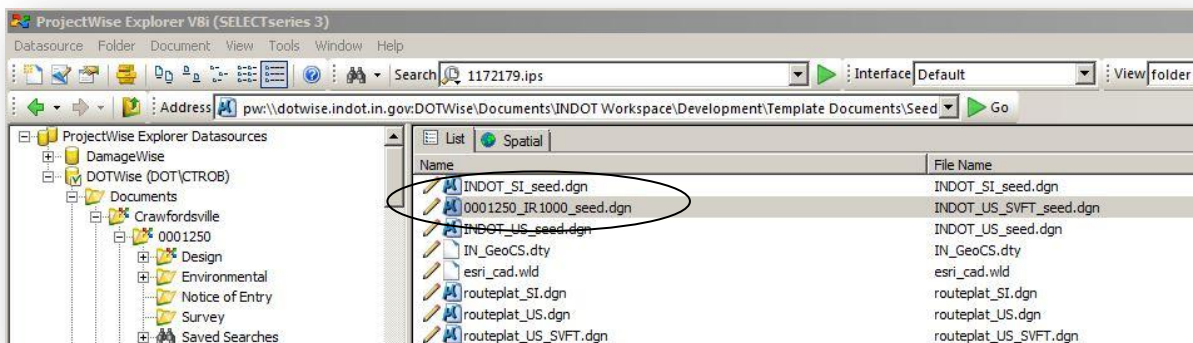 ProjectWise Explorer V8i (SELECTseries 3)
Datasource Folder Document View Tools Window Help
Search 1172179.ips Interface Default View folder
Address pw:\\dotwise.indot.in.gov:DOTWise\Documents\INDOT Workspace\Development\Template Documents\Seed Go
ProjectWise Explorer Datasources
DamageWise
DOTWise (DOT\CTROB)
Documents
Crawfordsville
0001250
Design
Environmental
Notice of Entry
Survey
Saved Searches
List Spatial
Name File Name
INDOT_SI_seed.dgn INDOT_SI_seed.dgn
0001250_IR1000_seed.dgn INDOT_US_SVFT_seed.dgn
INDOT_US_seed.dgn INDOT_US_seed.dgn
IN_GeoCS.dty IN_GeoCS.dty
esri_cad.wld esri_cad.wld
routeplat_SI.dgn routeplat_SI.dgn
routeplat_US.dgn routeplat_US.dgn
routeplat_US_SVFT.dgn routeplat_US_SVFT.dgn